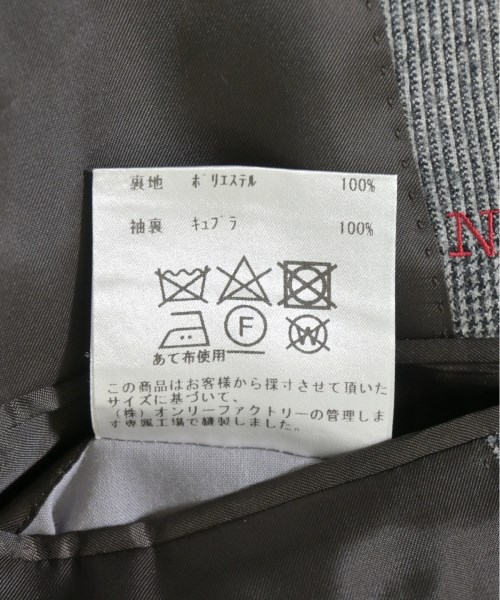 裏地 ポリエステル 100%
袖裏 キュプラ 100%
F W
あて布使用
この商品はお客様から採寸させて頂いた
サイズに基づいて、
(株)オンリーファクトリーの管理しま
す専属工場で縫製しました。
N